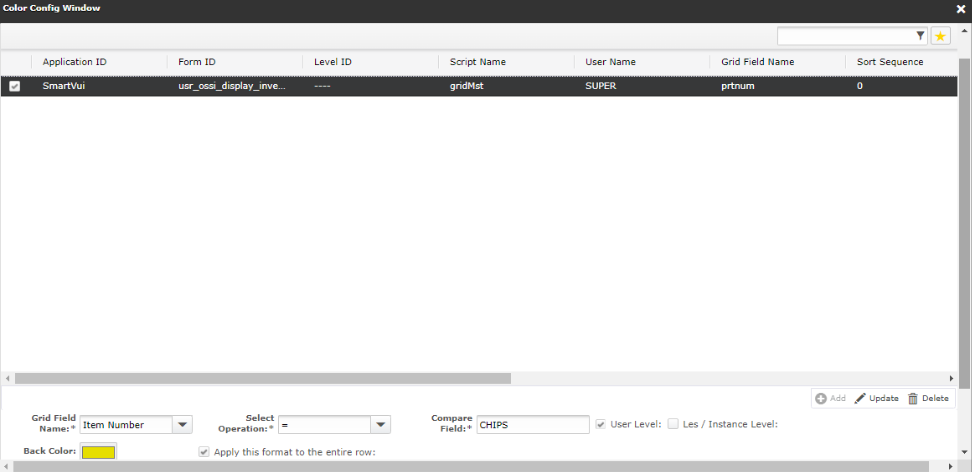 Color Config Window
Application ID Form ID Level ID Script Name User Name Grid Field Name Sort Sequence
SmartVui usr_ossi_display_inve... ---- gridMst SUPER prtnum 0
Add Update Delete
Grid Field Name:* Item Number Select Operation:* = Compare Field:* CHIPS User Level: Les / Instance Level:
Back Color: Apply this format to the entire row: